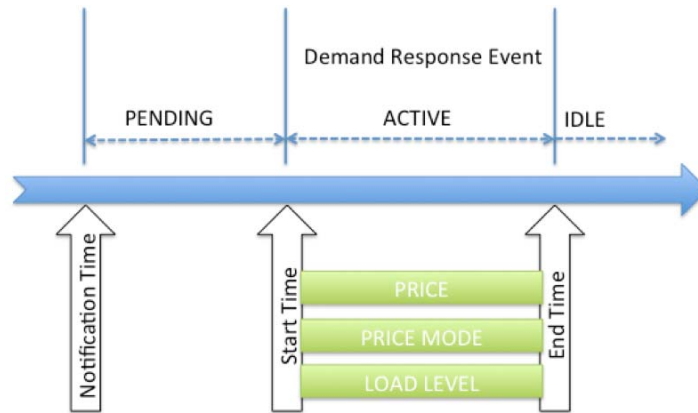 Demand Response Event
PENDING
ACTIVE
IDLE
Notification Time
Start Time
PRICE
PRICE MODE
LOAD LEVEL
End Time